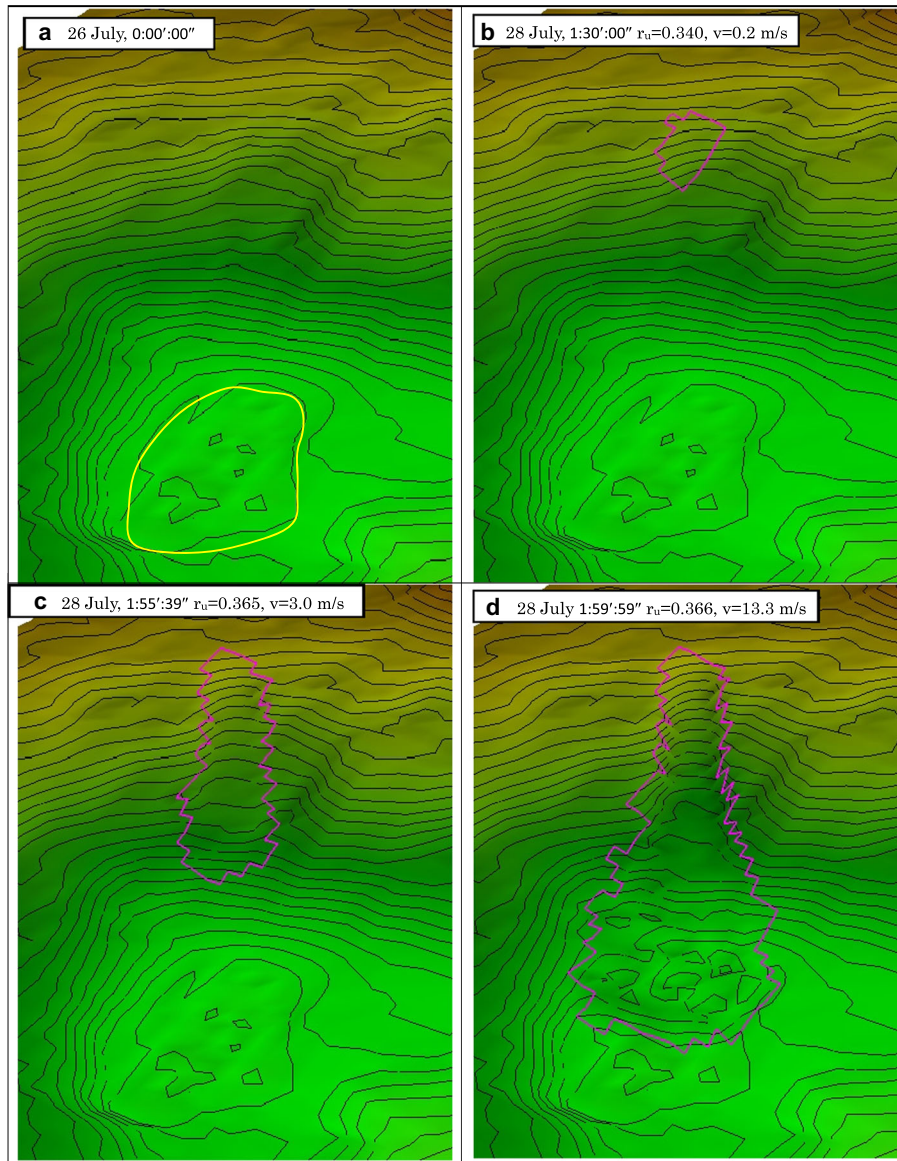 a 26 July, 0:00′:00″
b 28 July, 1:30′:00″ rᵤ=0.340, v=0.2 m/s
c 28 July, 1:55′:39″ rᵤ=0.365, v=3.0 m/s
d 28 July 1:59′:59″ rᵤ=0.366, v=13.3 m/s